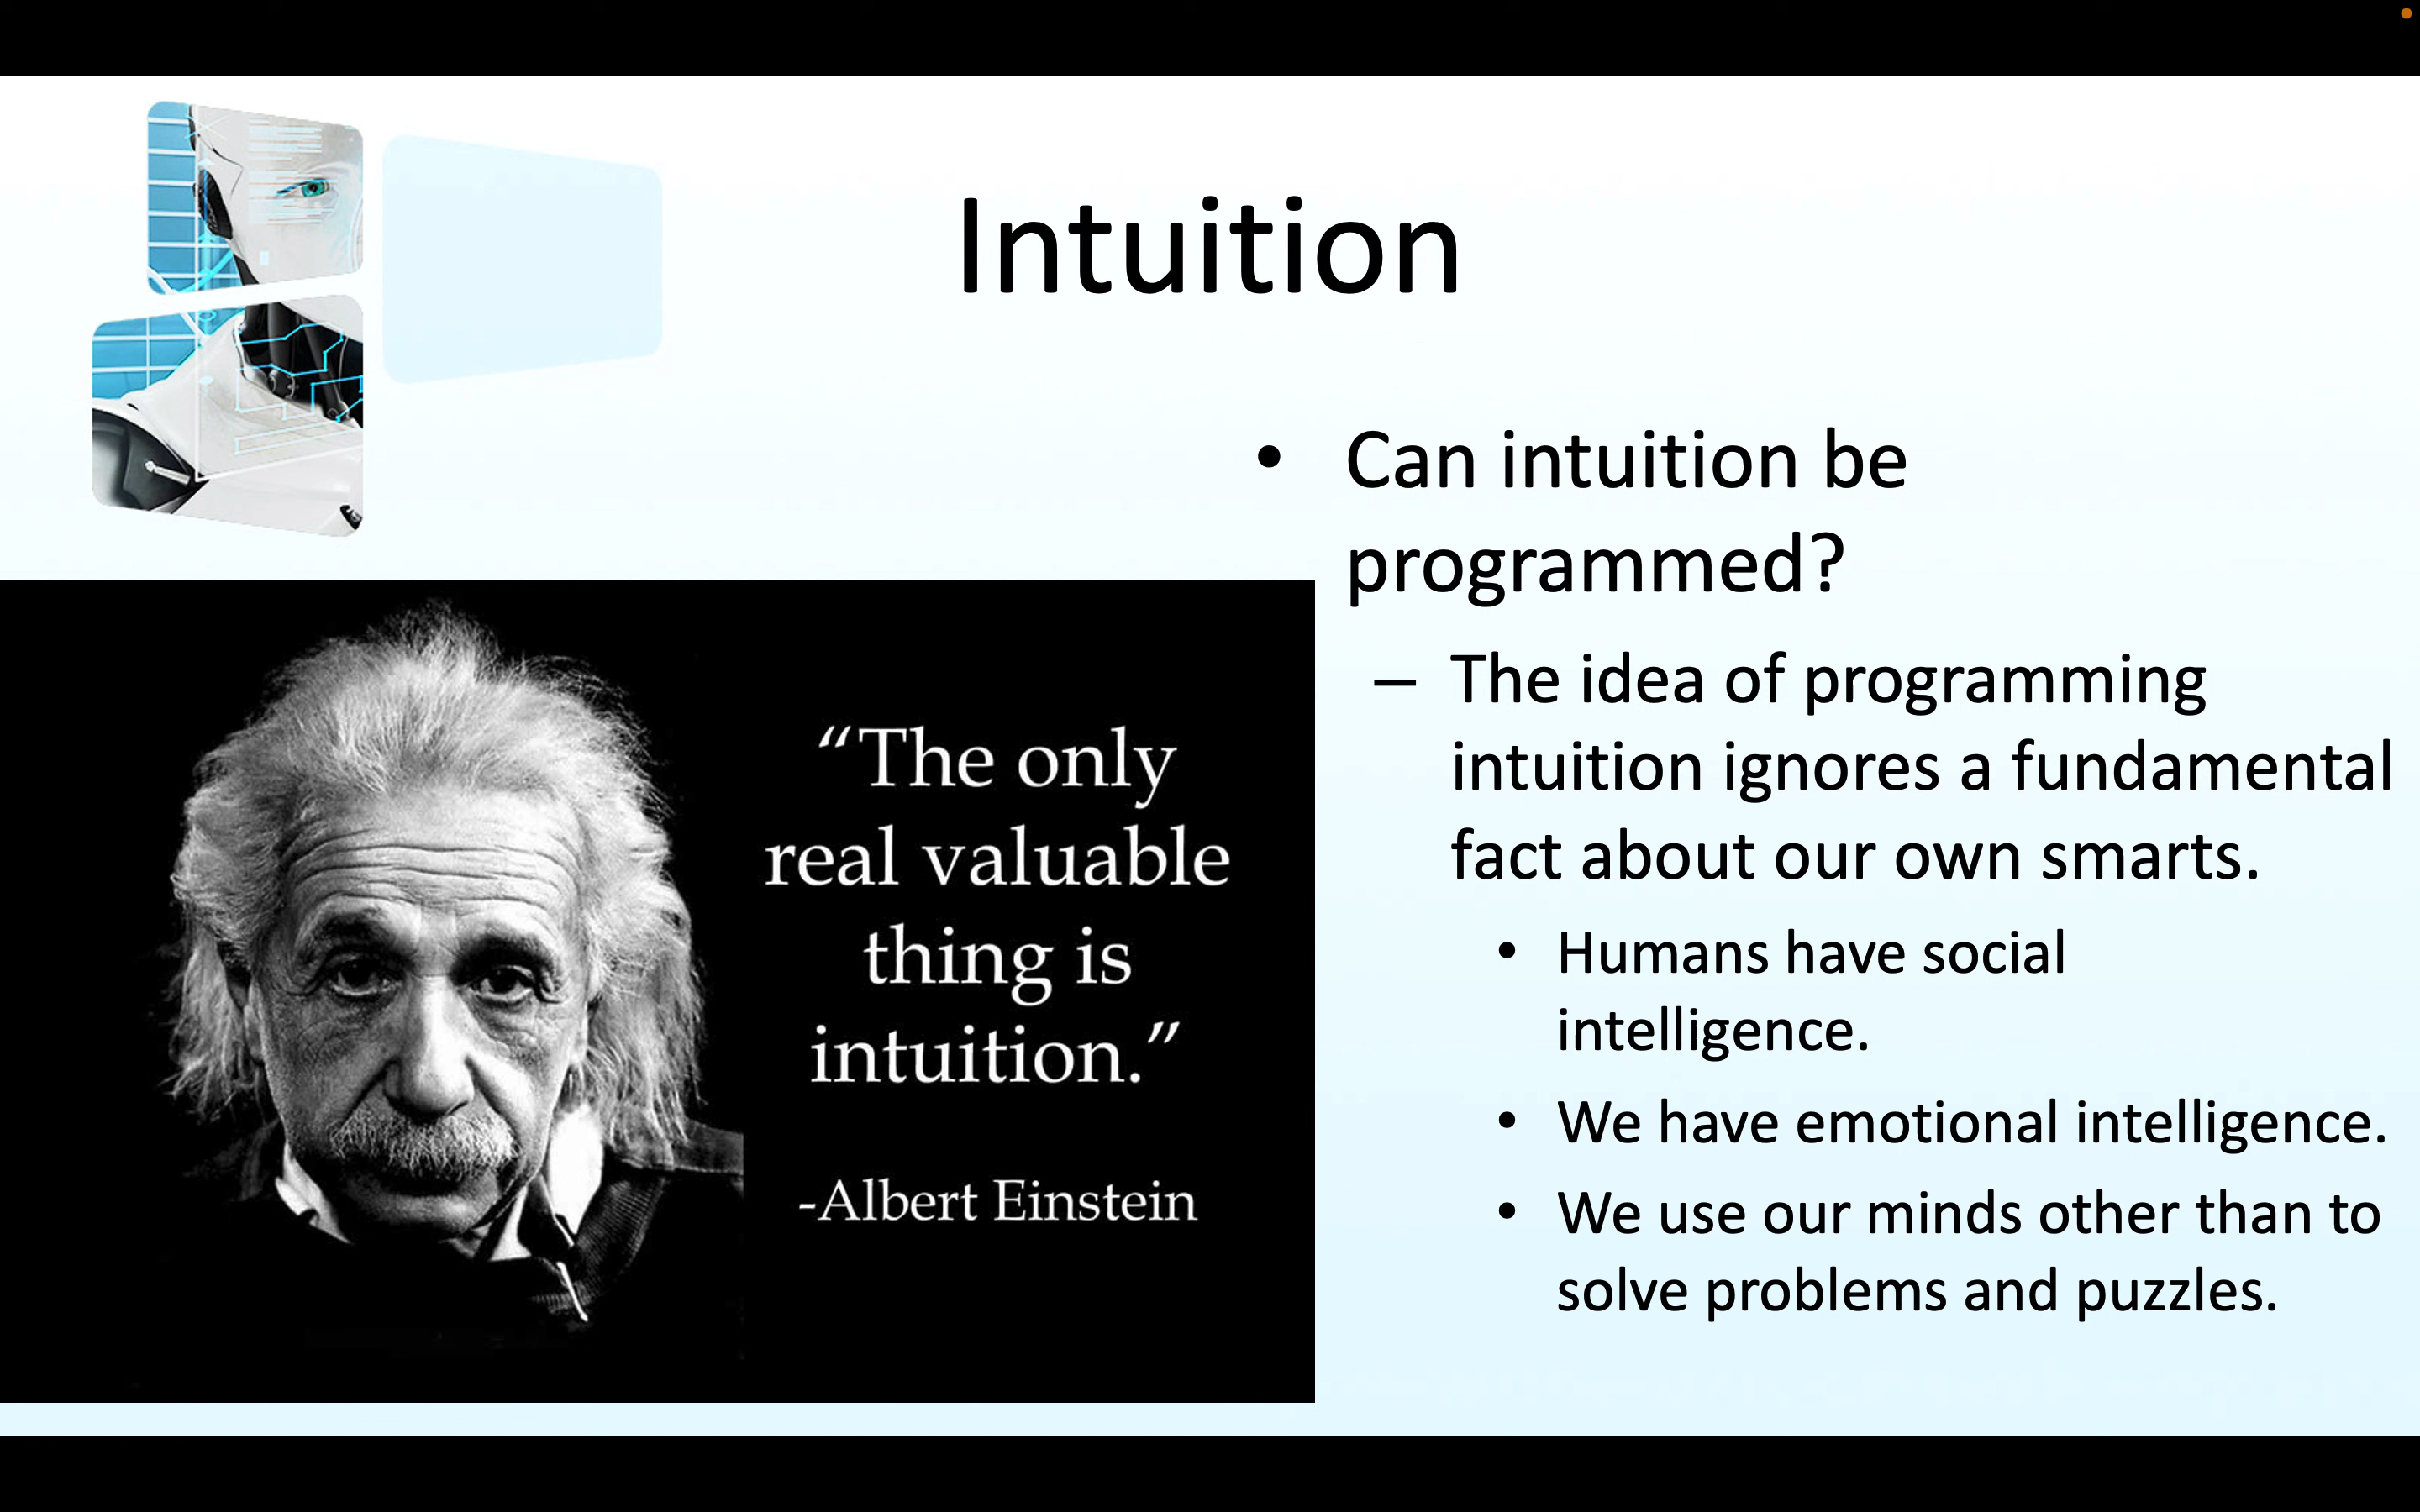 Intuition
• Can intuition be
programmed?
– The idea of programming
intuition ignores a fundamental
fact about our own smarts.
• Humans have social
intelligence.
• We have emotional intelligence.
• We use our minds other than to
solve problems and puzzles.
“The only
real valuable
thing is
intuition.”
-Albert Einstein